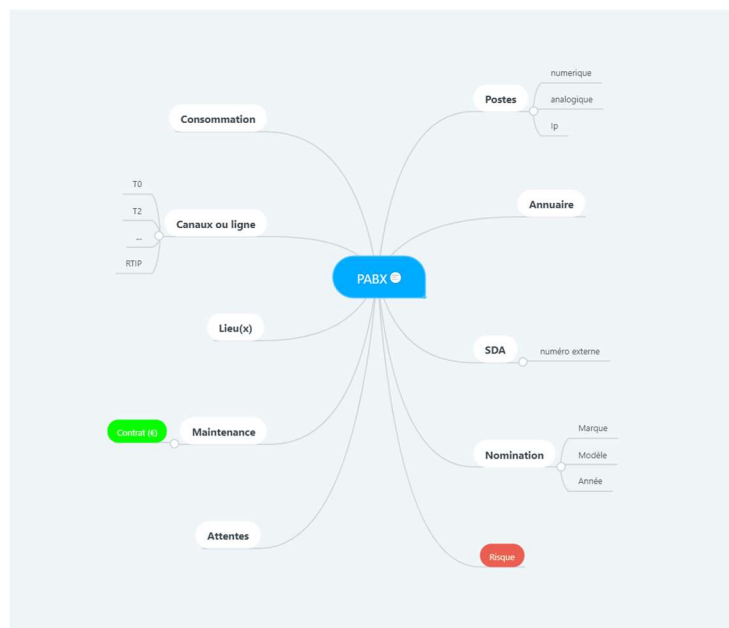 PABX
Consommation
Canaux ou ligne
T0
T2
...
RTIP
Lieu(x)
Maintenance
Contrat (€)
Attentes
Postes
numerique
analogique
Ip
Annuaire
SDA
numéro externe
Nomination
Marque
Modèle
Année
Risque